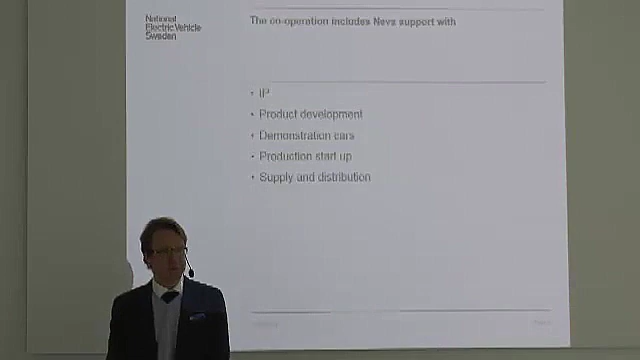 National
Electric Vehicle
Sweden
The co-operation includes Nevs support with
• IP
• Product development
• Demonstration cars
• Production start up
• Supply and distribution